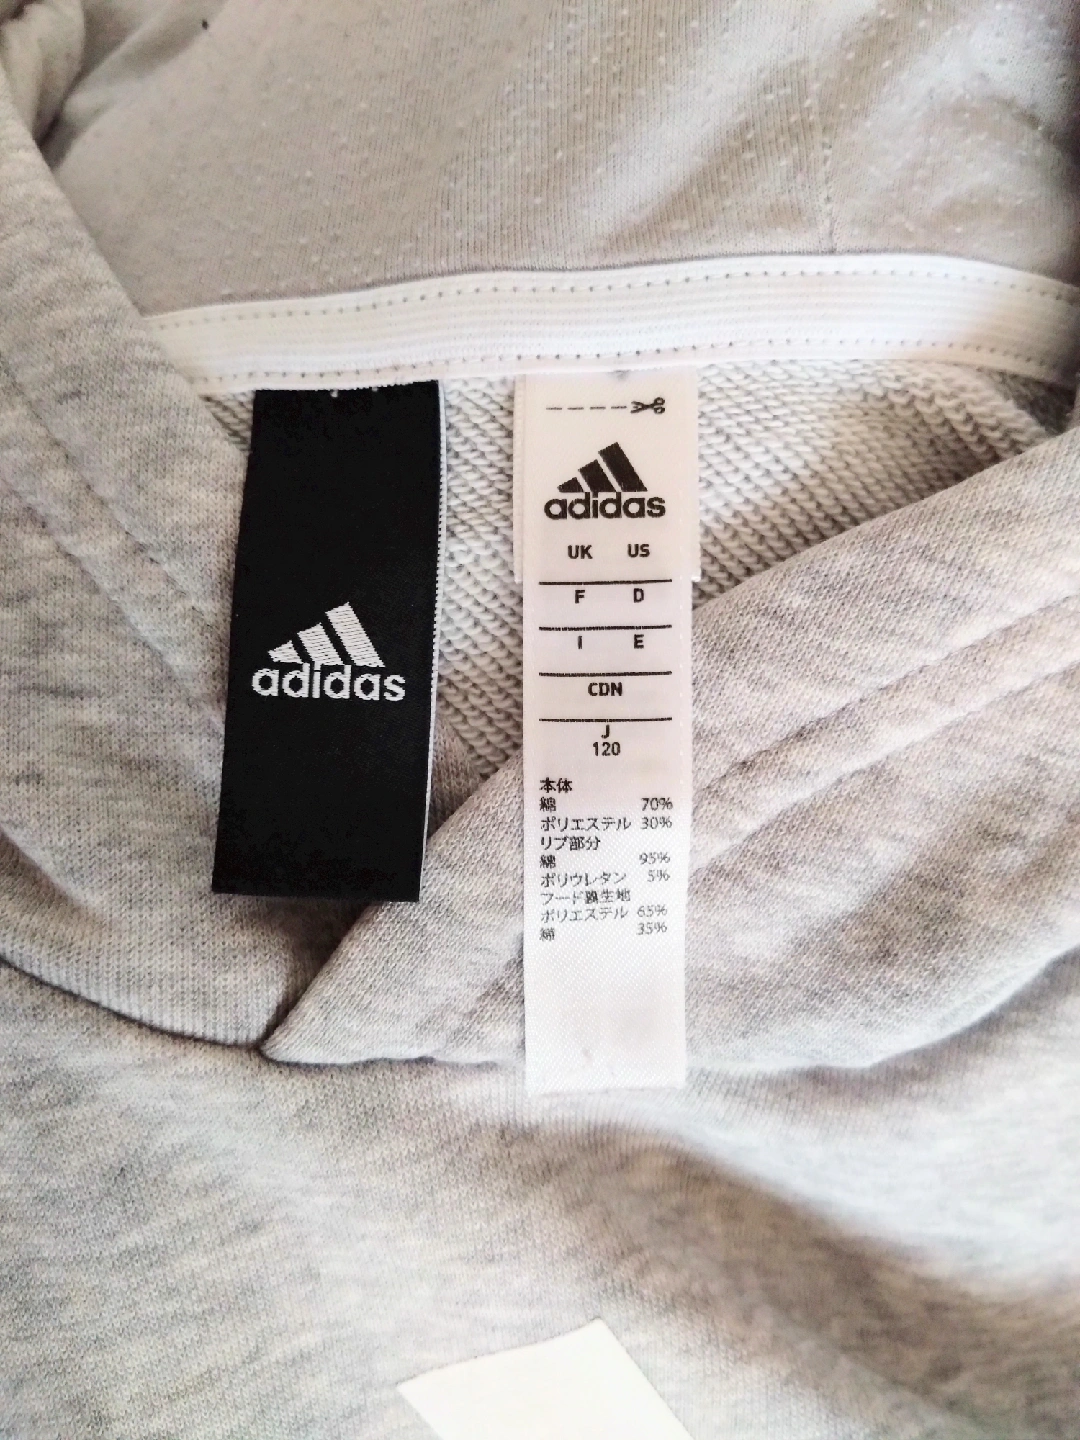 adidas
adidas
UK US
F D
I E
CDN
J
120
本体
綿 70%
ポリエステル 30%
リブ部分
綿 95%
ポリウレタン 5%
フード裏生地
ポリエステル 65%
綿 35%